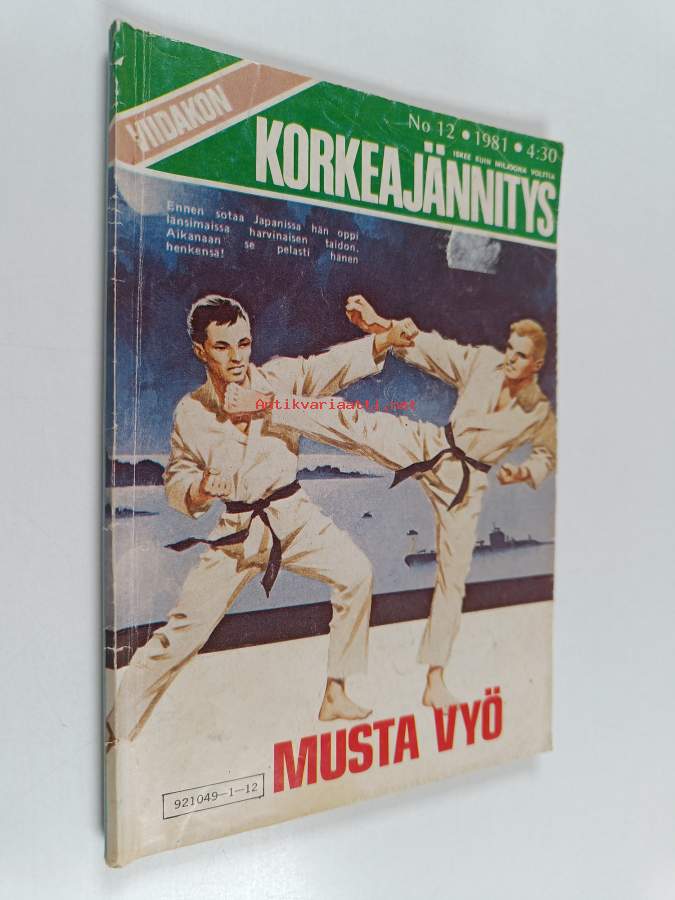 VIIDAKON
No 12 • 1981 • 4:30
ISKEE KUIN MILJOONA VOLTTIA
KORKEAJÄNNITYS
Ennen sotaa Japanissa hän oppi
länsimaissa harvinaisen taidon.
Aikanaan se pelasti hänen
henkensä!
Antikvariaatti.net
MUSTA VYÖ
921049-1-12